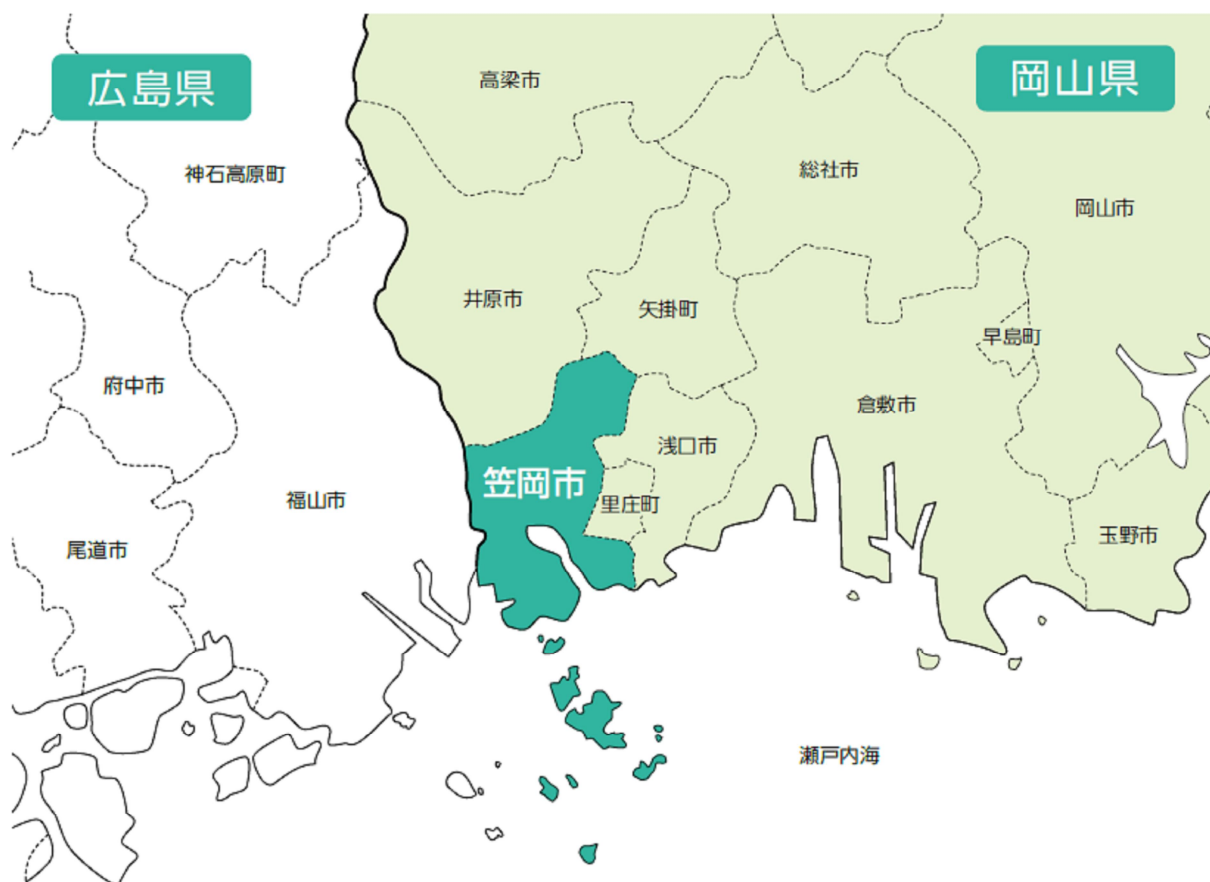 広島県
岡山県
高梁市
神石高原町
総社市
岡山市
井原市
矢掛町
早島町
府中市
倉敷市
浅口市
笠岡市
福山市
里庄町
玉野市
尾道市
瀬戸内海